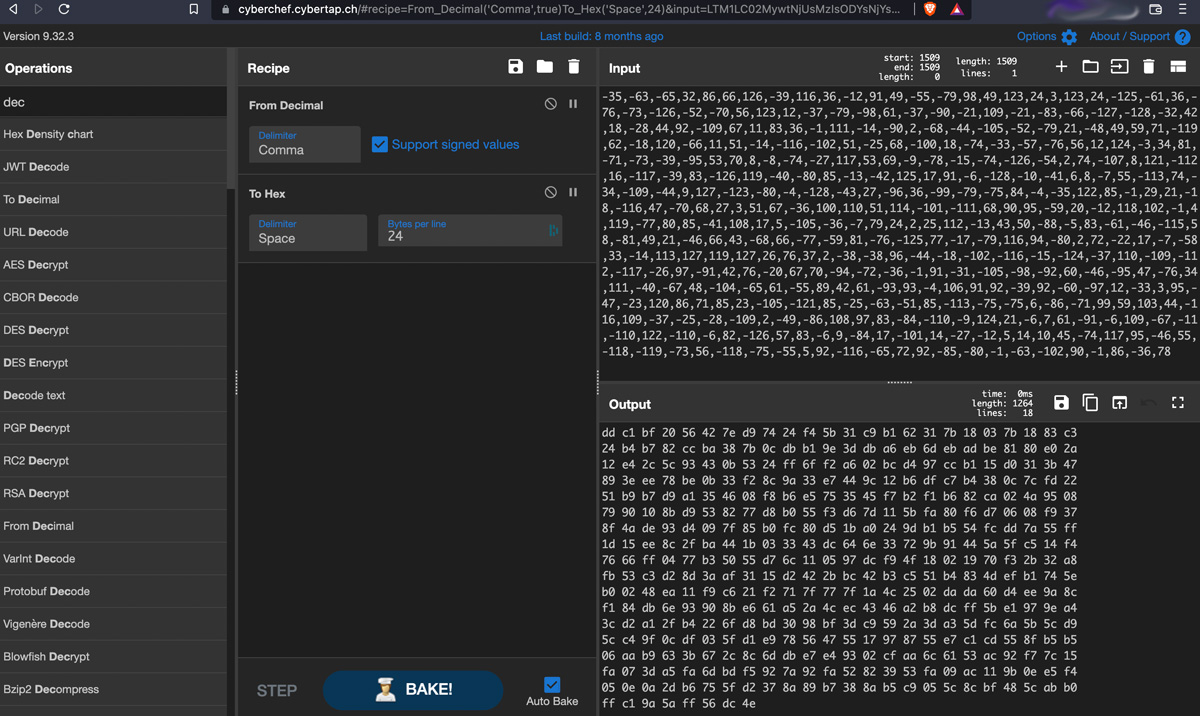 cyberchef.cybertap.ch/#recipe=From_Decimal('Comma',true)To_Hex('Space',24)&input=LTM1LC02MywtNjUsMzIsODYsNjYs...
Version 9.32.3
Last build: 8 months ago
Options
About / Support
Operations
dec
Hex Density chart
JWT Decode
To Decimal
URL Decode
AES Decrypt
CBOR Decode
DES Decrypt
DES Encrypt
Decode text
PGP Decrypt
RC2 Decrypt
RSA Decrypt
From Decimal
VarInt Decode
Protobuf Decode
Vigenère Decode
Blowfish Decrypt
Bzip2 Decompress
Recipe
From Decimal
Delimiter
Comma
Support signed values
To Hex
Delimiter
Space
Bytes per line
24
STEP
BAKE!
Auto Bake
Input
start: 1509
end: 1509
length: 0
length: 1509
lines: 1
-35,-63,-65,32,86,66,126,-39,116,36,-12,91,49,-55,-79,98,49,123,24,3,123,24,-125,-61,36,-
76,-73,-126,-52,-70,56,123,12,-37,-79,-98,61,-37,-90,-21,109,-21,-83,-66,-127,-128,-32,42
,18,-28,44,92,-109,67,11,83,36,-1,111,-14,-90,2,-68,-44,-105,-52,-79,21,-48,49,59,71,-119
,62,-18,120,-66,11,51,-14,-116,-102,51,-25,68,-100,18,-74,-33,-57,-76,56,12,124,-3,34,81,
-71,-73,-39,-95,53,70,8,-8,-74,-27,117,53,69,-9,-78,-15,-74,-126,-54,2,74,-107,8,121,-112
,16,-117,-39,83,-126,119,-40,-80,85,-13,-42,125,17,91,-6,-128,-10,-41,6,8,-7,55,-113,74,-
34,-109,-44,9,127,-123,-80,-4,-128,-43,27,-96,36,-99,-79,-75,84,-4,-35,122,85,-1,29,21,-1
8,-116,47,-70,68,27,3,51,67,-36,100,110,51,114,-101,-111,68,90,95,-59,20,-12,118,102,-1,4
,119,-77,80,85,-41,108,17,5,-105,-36,-7,79,24,2,25,112,-13,43,50,-88,-5,83,-61,-46,-115,5
8,-81,49,21,-46,66,43,-68,66,-77,-59,81,-76,-125,77,-17,-79,116,94,-80,2,72,-22,17,-7,-58
,33,-14,113,127,119,127,26,76,37,2,-38,-38,96,-44,-18,-102,-116,-15,-124,-37,110,-109,-11
2,-117,-26,97,-91,42,76,-20,67,70,-94,-72,-36,-1,91,-31,-105,-98,-92,60,-46,-95,47,-76,34
,111,-40,-67,48,-104,-65,61,-55,89,42,61,-93,93,-4,106,91,92,-39,92,-60,-97,12,-33,3,95,-
47,-23,120,86,71,85,23,-105,-121,85,-25,-63,-51,85,-113,-75,-75,6,-86,-71,99,59,103,44,-1
16,109,-37,-25,-28,-109,2,-49,-86,108,97,83,-84,-110,-9,124,21,-6,7,61,-91,-6,109,-67,-11
,-110,122,-110,-6,82,-126,57,83,-6,9,-84,17,-101,14,-27,-12,5,14,10,45,-74,117,95,-46,55,
-118,-119,-73,56,-118,-75,-55,5,92,-116,-65,72,92,-85,-80,-1,-63,-102,90,-1,86,-36,78
Output
time: 0ms
length: 1264
lines: 18
dd c1 bf 20 56 42 7e d9 74 24 f4 5b 31 c9 b1 62 31 7b 18 03 7b 18 83 c3
24 b4 b7 82 cc ba 38 7b 0c db b1 9e 3d db a6 eb 6d eb ad be 81 80 e0 2a
12 e4 2c 5c 93 43 0b 53 24 ff 6f f2 a6 02 bc d4 97 cc b1 15 d0 31 3b 47
89 3e ee 78 be 0b 33 f2 8c 9a 33 e7 44 9c 12 b6 df c7 b4 38 0c 7c fd 22
51 b9 b7 d9 a1 35 46 08 f8 b6 e5 75 35 45 f7 b2 f1 b6 82 ca 02 4a 95 08
79 90 10 8b d9 53 82 77 d8 b0 55 f3 d6 7d 11 5b fa 80 f6 d7 06 08 f9 37
8f 4a de 93 d4 09 7f 85 b0 fc 80 d5 1b a0 24 9d b1 b5 54 fc dd 7a 55 ff
1d 15 ee 8c 2f ba 44 1b 03 33 43 dc 64 6e 33 72 9b 91 44 5a 5f c5 14 f4
76 66 ff 04 77 b3 50 55 d7 6c 11 05 97 dc f9 4f 18 02 19 70 f3 2b 32 a8
fb 53 c3 d2 8d 3a af 31 15 d2 42 2b bc 42 b3 c5 51 b4 83 4d ef b1 74 5e
b0 02 48 ea 11 f9 c6 21 f2 71 7f 77 7f 1a 4c 25 02 da da 60 d4 ee 9a 8c
f1 84 db 6e 93 90 8b e6 61 a5 2a 4c ec 43 46 a2 b8 dc ff 5b e1 97 9e a4
3c d2 a1 2f b4 22 6f d8 bd 30 98 bf 3d c9 59 2a 3d a3 5d fc 6a 5b 5c d9
5c c4 9f 0c df 03 5f d1 e9 78 56 47 55 17 97 87 55 e7 c1 cd 55 8f b5 b5
06 aa b9 63 3b 67 2c 8c 6d db e7 e4 93 02 cf aa 6c 61 53 ac 92 f7 7c 15
fa 07 3d a5 fa 6d bd f5 92 7a 92 fa 52 82 39 53 fa 09 ac 11 9b 0e e5 f4
05 0e 0a 2d b6 75 5f d2 37 8a 89 b7 38 8a b5 c9 05 5c 8c bf 48 5c ab b0
ff c1 9a 5a ff 56 dc 4e